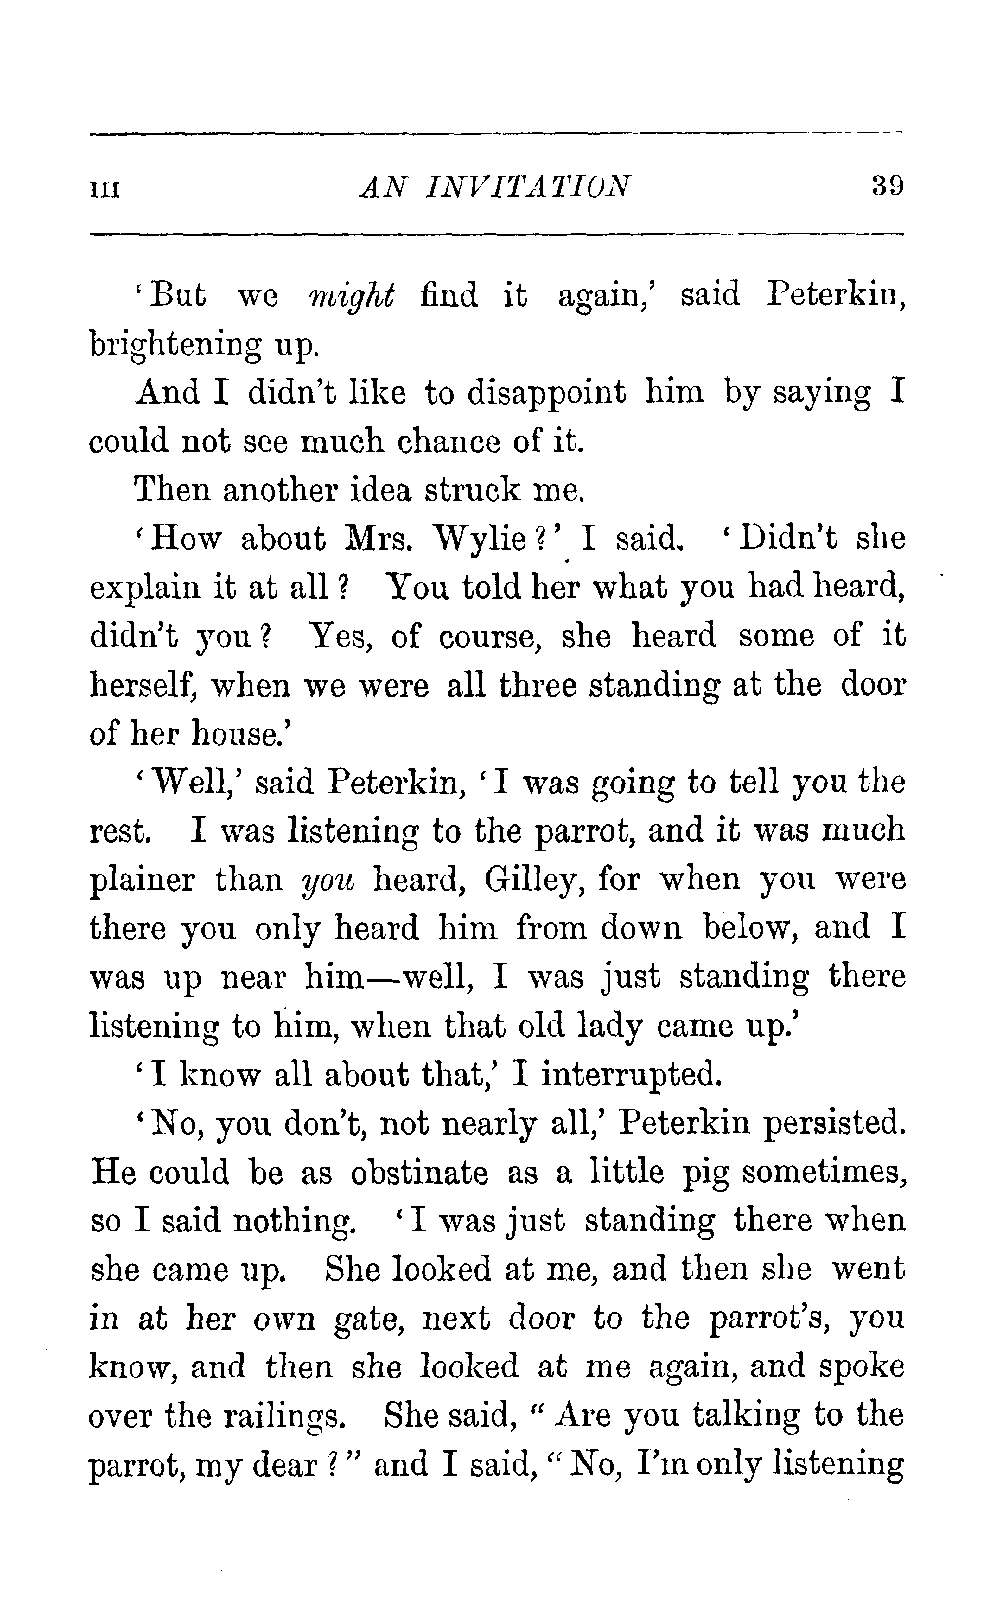 III AN INVITATION 39
‘But we might find it again,’ said Peterkin,
brightening up.
And I didn’t like to disappoint him by saying I
could not see much chance of it.
Then another idea struck me.
‘How about Mrs. Wylie?’ I said. ‘Didn’t she
explain it at all? You told her what you had heard,
didn’t you? Yes, of course, she heard some of it
herself, when we were all three standing at the door
of her house.’
‘Well,’ said Peterkin, ‘I was going to tell you the
rest. I was listening to the parrot, and it was much
plainer than you heard, Gilley, for when you were
there you only heard him from down below, and I
was up near him—well, I was just standing there
listening to him, when that old lady came up.’
‘I know all about that,’ I interrupted.
‘No, you don’t, not nearly all,’ Peterkin persisted.
He could be as obstinate as a little pig sometimes,
so I said nothing. ‘I was just standing there when
she came up. She looked at me, and then she went
in at her own gate, next door to the parrot’s, you
know, and then she looked at me again, and spoke
over the railings. She said, “Are you talking to the
parrot, my dear?” and I said, “No, I’m only listening